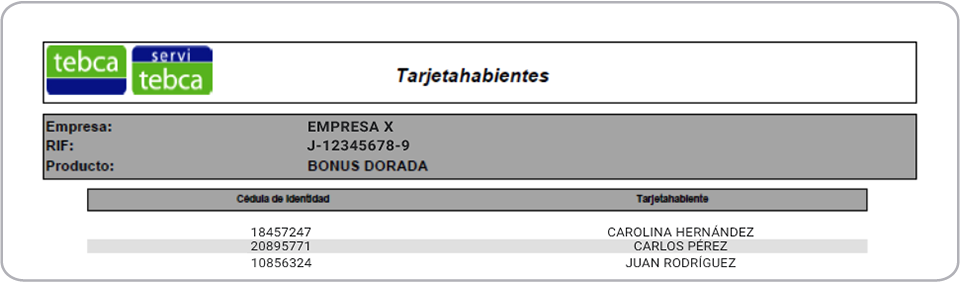 tebca
servi
tebca
Tarjetahabientes
Empresa: EMPRESA X
RIF: J-12345678-9
Producto: BONUS DORADA
Cédula de Identidad Tarjetahabiente
18457247 CAROLINA HERNÁNDEZ
20895771 CARLOS PÉREZ
10856324 JUAN RODRÍGUEZ